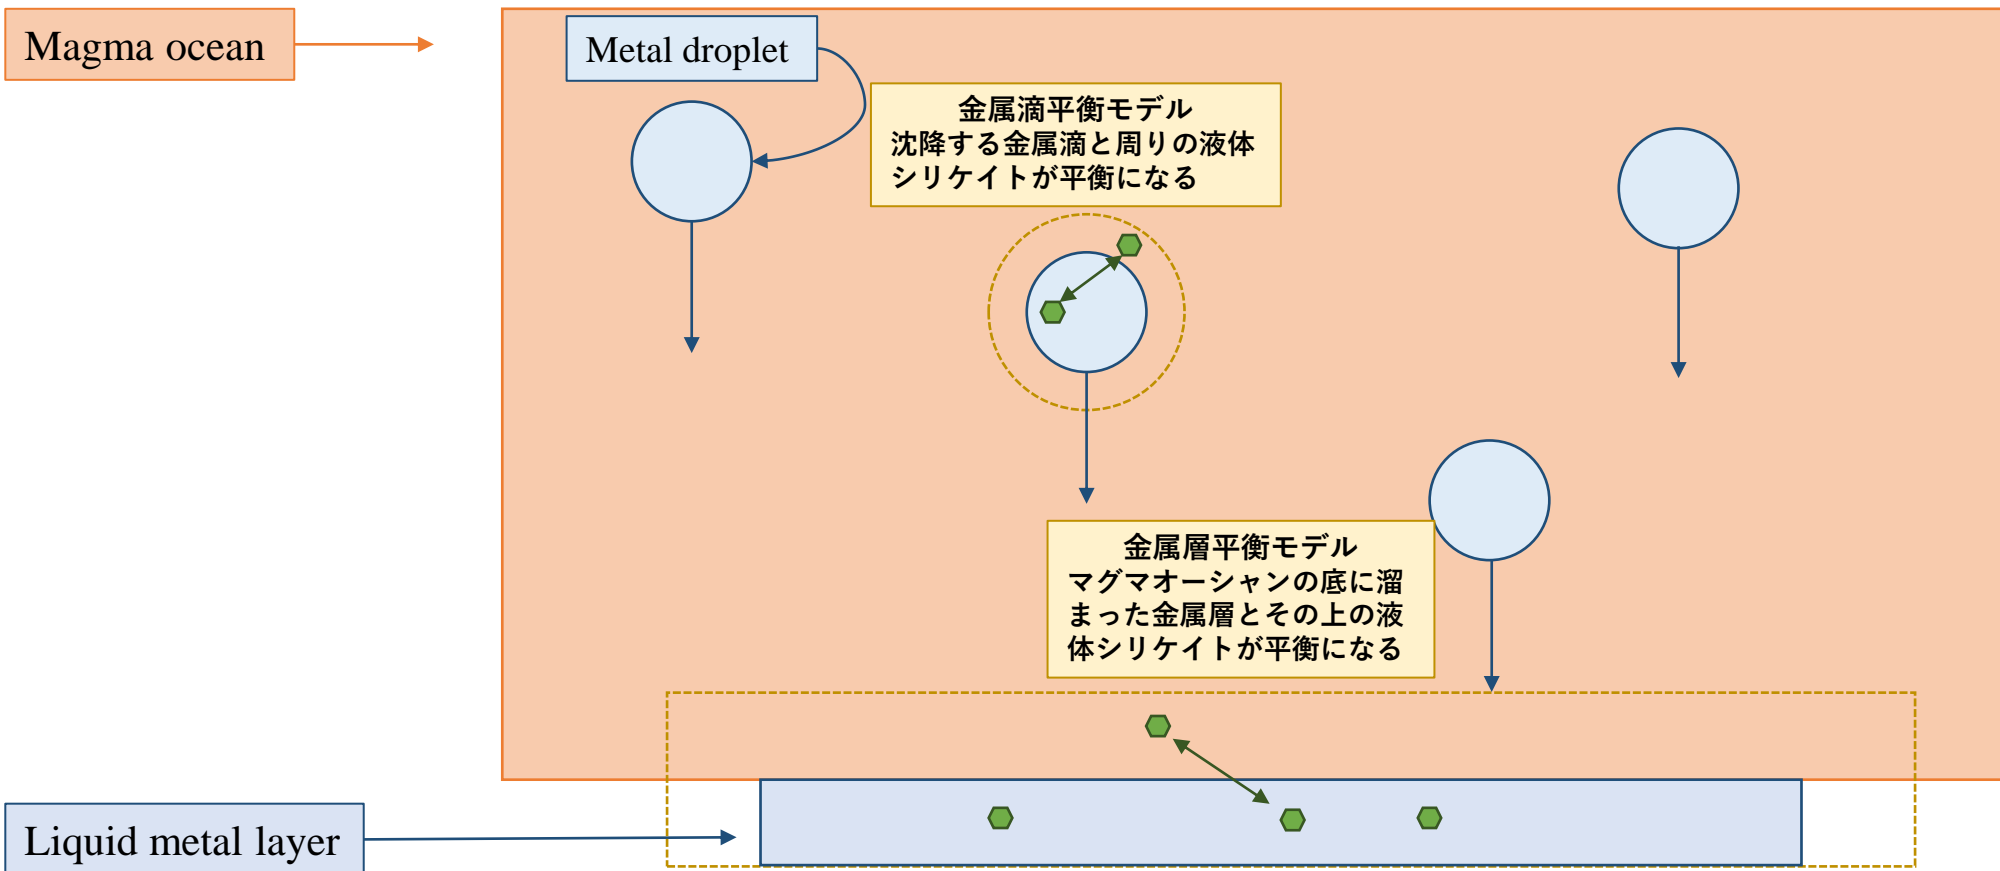 Magma ocean
Metal droplet
金属滴平衡モデル
沈降する金属滴と周りの液体
シリケイトが平衡になる
金属層平衡モデル
マグマオーシャンの底に溜
まった金属層とその上の液
体シリケイトが平衡になる
Liquid metal layer